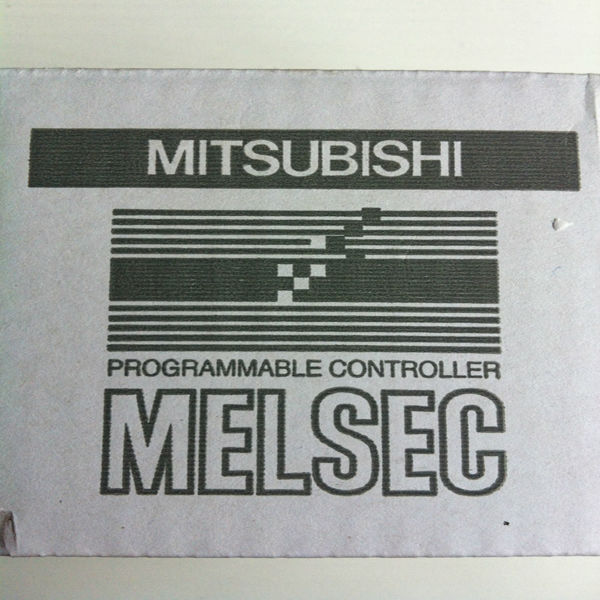 MITSUBISHI
PROGRAMMABLE CONTROLLER
MELSEC